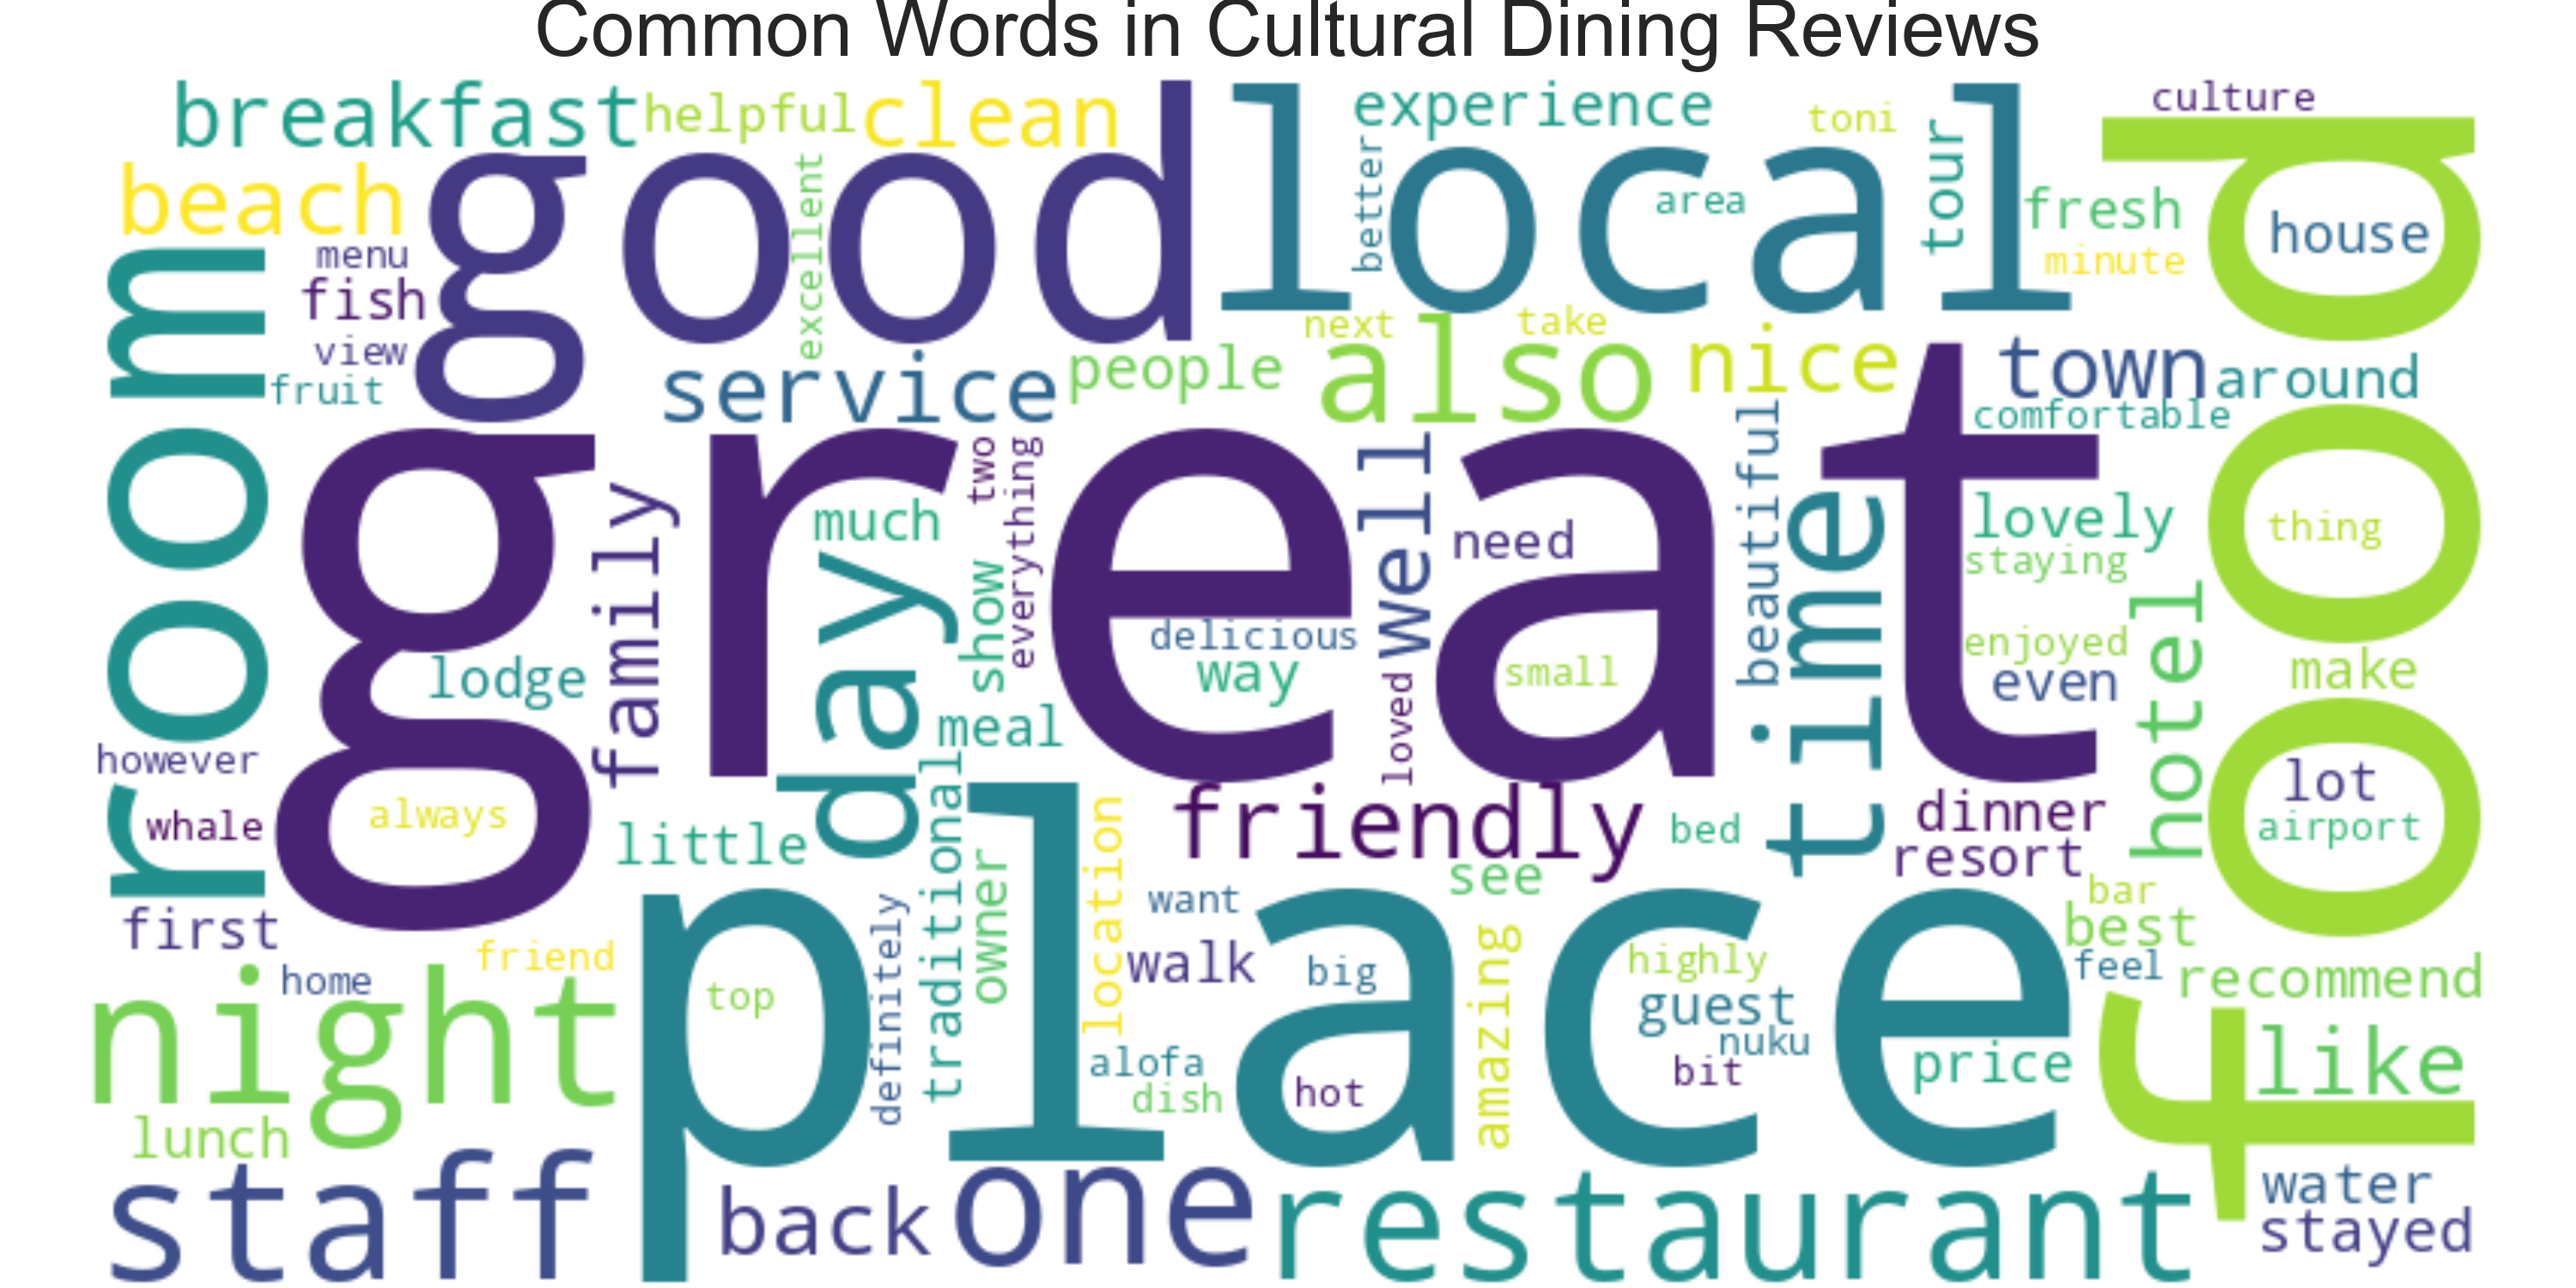 Common Words in Cultural Dining Reviews
breakfast
helpful
clean
good
local
experience
toni
tour
culture
food
beach
excellent
better
area
fresh
house
minute
room
menu
fish
view
fruit
service
people
next
take
also
nice
town
around
comfortable
great
family
two
everything
much
day
show
well
need
beautiful
time
lovely
staying
thing
hotel
delicious
way
small
enjoyed
even
make
lodge
meal
loved
however
whale
always
little
traditional
friendly
bed
dinner
resort
lot
airport
place
location
owner
see
want
bar
best
first
friend
home
top
definitely
walk
big
amazing
highly
guest
nuku
bit
feel
recommend
night
alofa
dish
hot
price
like
lunch
staff
back
one
restaurant
water
stayed